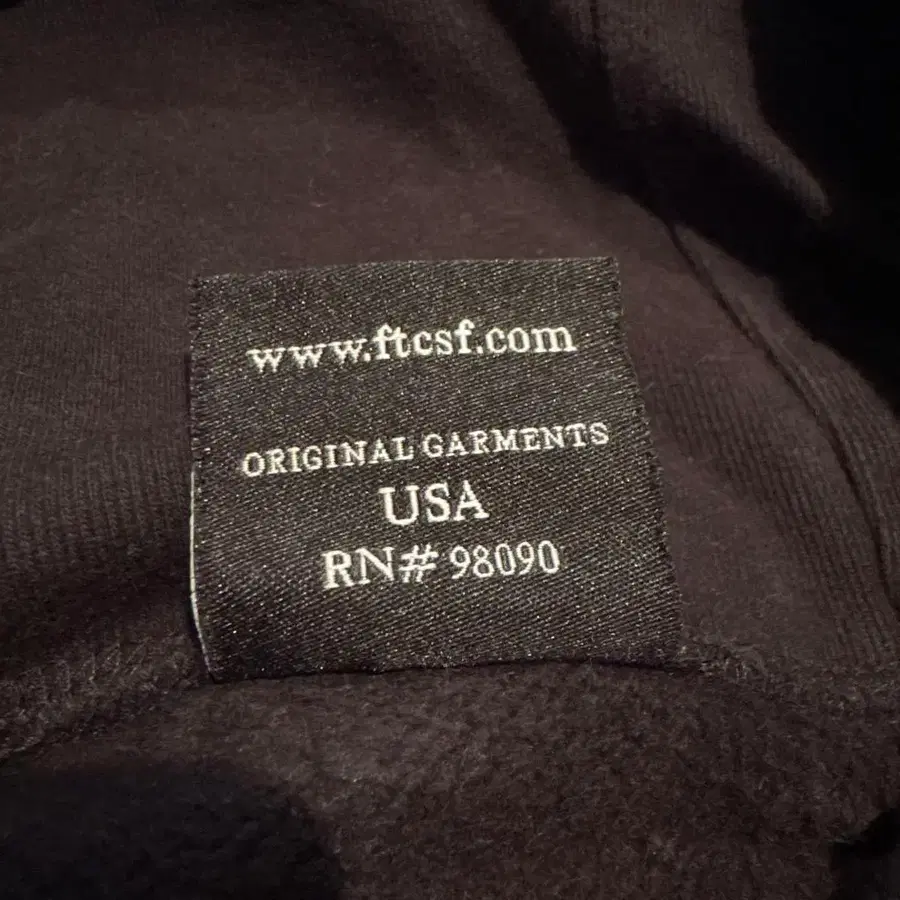 www.ftcsf.com
ORIGINAL GARMENTS
USA
RN# 98090